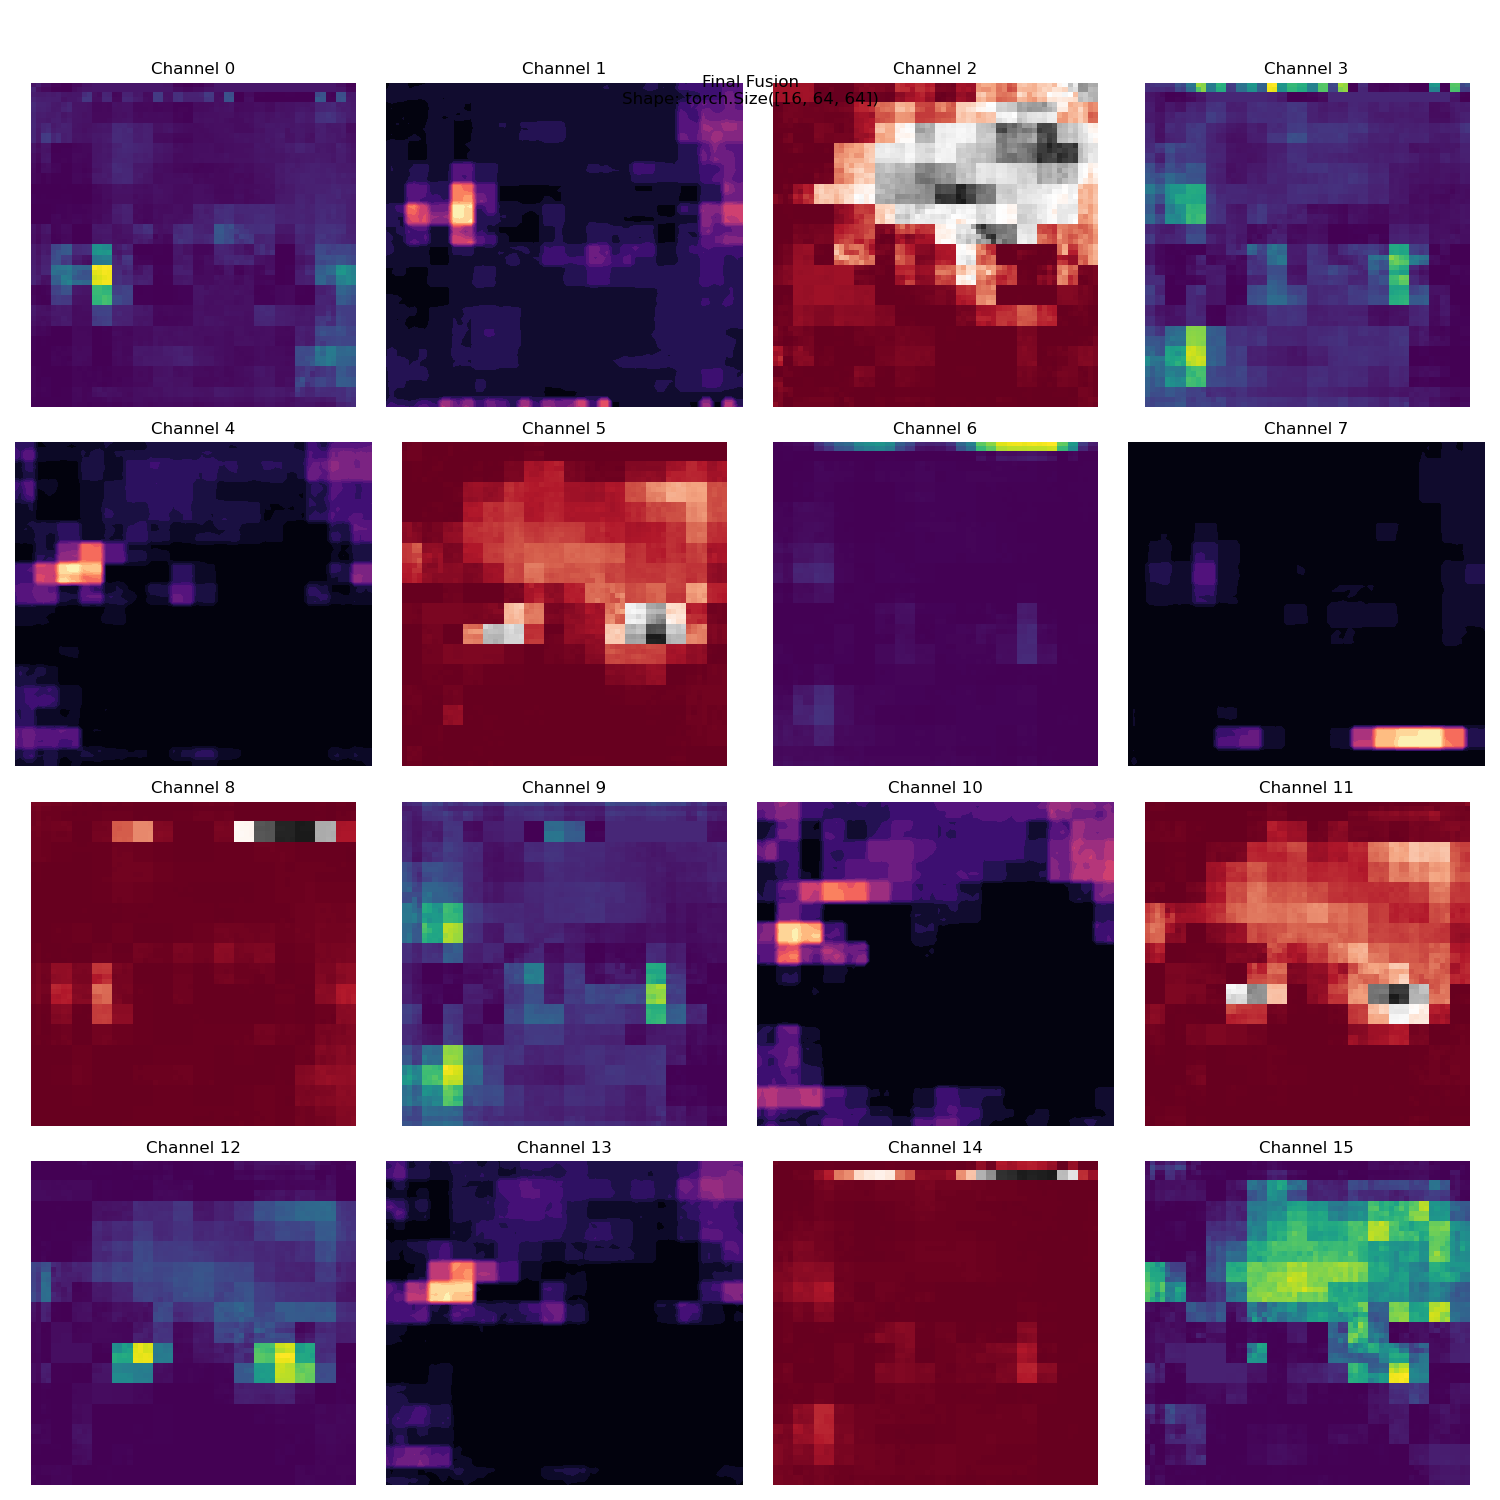 Channel 0
Channel 1
Channel 2
Channel 3
Final Fusion
Shape: torch.Size([16, 64, 64])
Channel 4
Channel 5
Channel 6
Channel 7
Channel 8
Channel 9
Channel 10
Channel 11
Channel 12
Channel 13
Channel 14
Channel 15